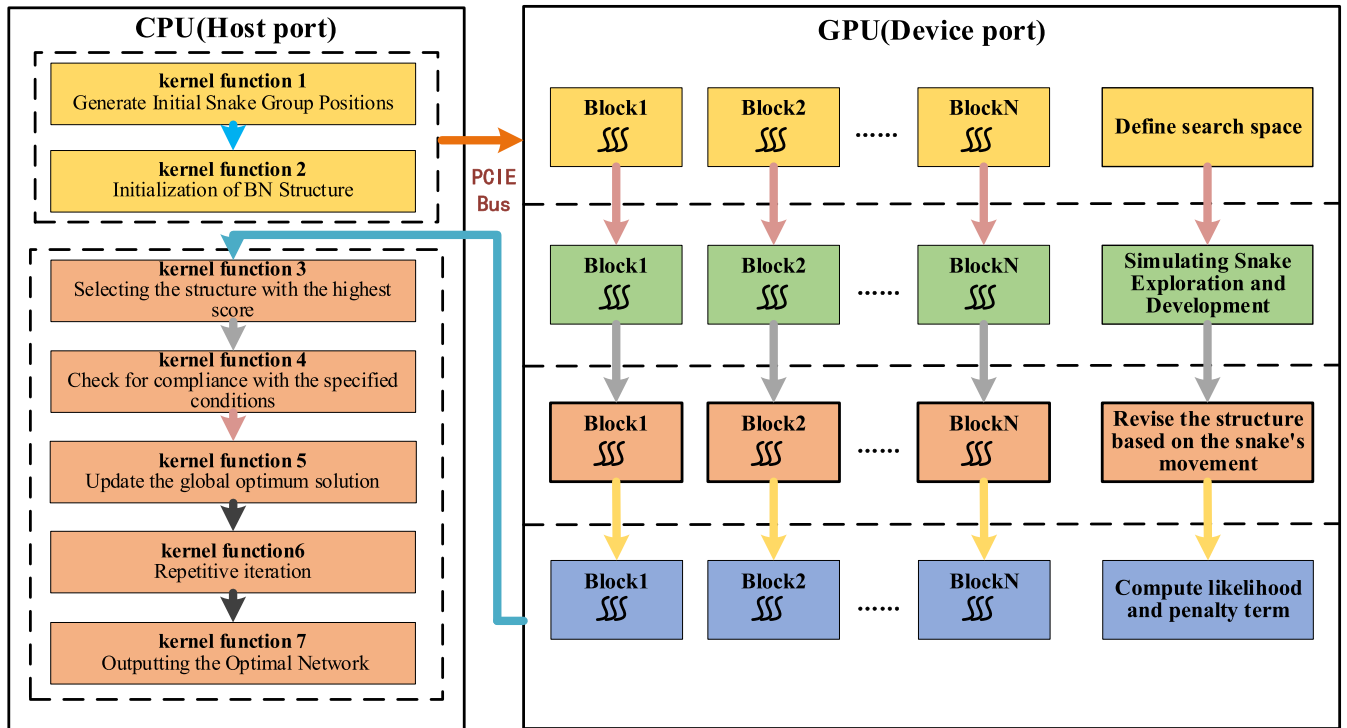 CPU(Host port)
kernel function 1
Generate Initial Snake Group Positions
kernel function 2
Initialization of BN Structure
kernel function 3
Selecting the structure with the highest
score
kernel function 4
Check for compliance with the specified
conditions
kernel function 5
Update the global optimum solution
kernel function6
Repetitive iteration
kernel function 7
Outputting the Optimal Network
PCIE
Bus
GPU(Device port)
Block1
Block2
......
BlockN
Define search space
Block1
Block2
......
BlockN
Simulating Snake
Exploration and
Development
Block1
Block2
......
BlockN
Revise the structure
based on the snake's
movement
Block1
Block2
......
BlockN
Compute likelihood
and penalty term